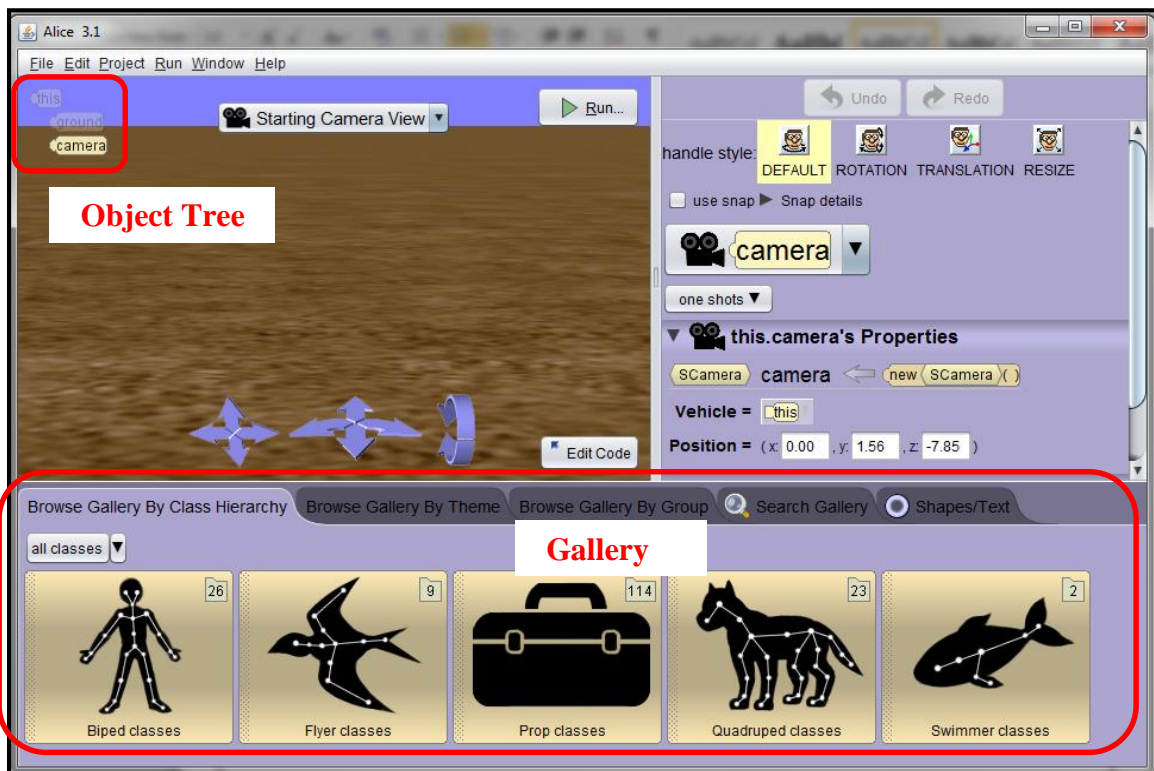 Alice 3.1
File Edit Project Run Window Help
this
ground
camera
Starting Camera View
Run...
Object Tree
Edit Code
Undo
Redo
handle style:
DEFAULT ROTATION TRANSLATION RESIZE
use snap Snap details
camera
one shots
this.camera's Properties
SCamera camera new SCamera ( )
Vehicle = this
Position = (x: 0.00 , y: 1.56 , z: -7.85 )
Browse Gallery By Class Hierarchy Browse Gallery By Theme Browse Gallery By Group Search Gallery Shapes/Text
all classes
Gallery
26
Biped classes
9
Flyer classes
114
Prop classes
23
Quadruped classes
2
Swimmer classes